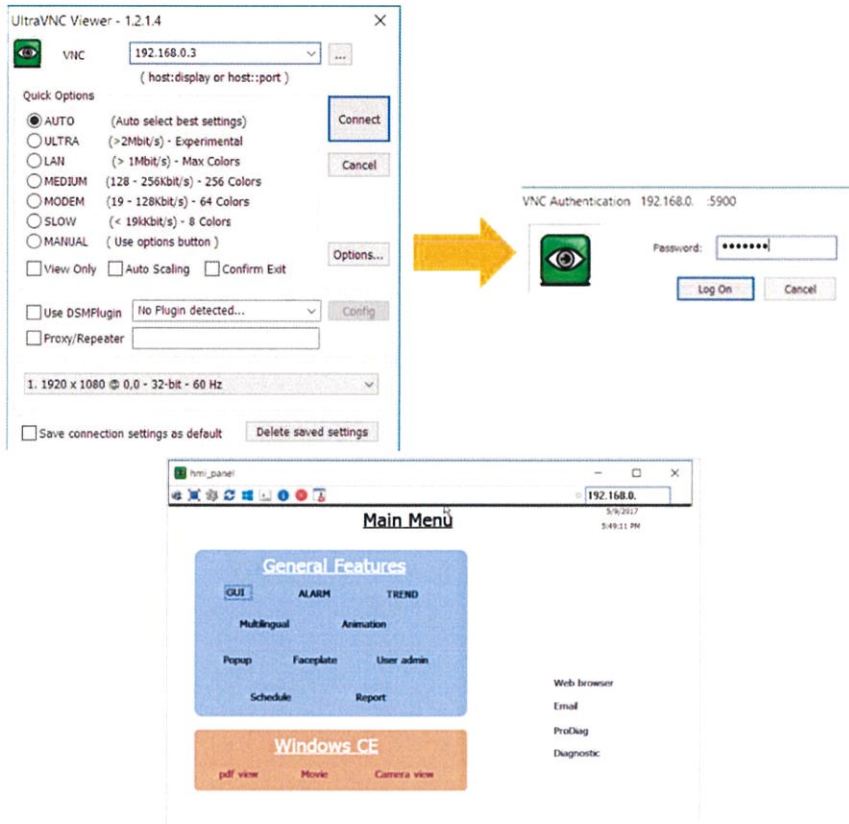 UltraVNC Viewer - 1.2.1.4
VNC 192.168.0.3 ...
( host:display or host::port )
Quick Options
AUTO (Auto select best settings)
ULTRA (>2Mbit/s) - Experimental
LAN (> 1Mbit/s) - Max Colors
MEDIUM (128 - 256Kbit/s) - 256 Colors
MODEM (19 - 128Kbit/s) - 64 Colors
SLOW (< 19kKbit/s) - 8 Colors
MANUAL ( Use options button )
View Only Auto Scaling Confirm Exit
Connect
Cancel
Options...
Use DSMPlugin No Plugin detected... Config
Proxy/Repeater
1. 1920 x 1080 @ 0,0 - 32-bit - 60 Hz
Save connection settings as default Delete saved settings
VNC Authentication 192.168.0. :5900
Password:
Log On Cancel
hmi_panel
192.168.0.
Main Menu
5/9/2017
5:49:11 PM
General Features
GUI ALARM TREND
Multilingual Animation
Popup Faceplate User admin
Schedule Report
Windows CE
pdf view Movie Camera view
Web browser
Email
ProDiag
Diagnostic